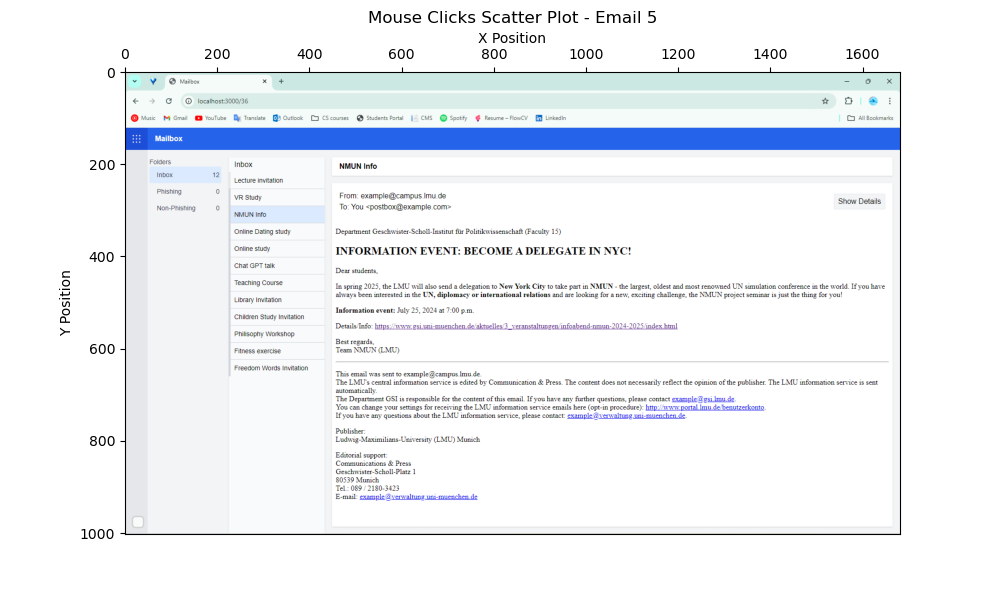 Mouse Clicks Scatter Plot - Email 5
X Position
0 200 400 600 800 1000 1200 1400 1600
Y Position
0
200
400
600
800
1000
Mailbox
localhost:3000/36
Music Gmail YouTube Translate Outlook CS courses Students Portal CMS Spotify Resume – FlowCV LinkedIn All Bookmarks
Mailbox
Folders
Inbox 12
Phishing 0
Non-Phishing 0
Inbox
Lecture invitation
VR Study
NMUN Info
Online Dating study
Online study
Chat GPT talk
Teaching Course
Library Invitation
Children Study Invitation
Philisophy Workshop
Fitness exercise
Freedom Words Invitation
NMUN Info
From: example@campus.lmu.de
To: You <postbox@example.com>
Show Details
Department Geschwister-Scholl-Institut für Politikwissenschaft (Faculty 15)
INFORMATION EVENT: BECOME A DELEGATE IN NYC!
Dear students,
In spring 2025, the LMU will also send a delegation to New York City to take part in NMUN - the largest, oldest and most renowned UN simulation conference in the world. If you have
always been interested in the UN, diplomacy or international relations and are looking for a new, exciting challenge, the NMUN project seminar is just the thing for you!
Information event: July 25, 2024 at 7:00 p.m.
Details/Info: https://www.gsi.uni-muenchen.de/aktuelles/3_veranstaltungen/infoabend-nmun-2024-2025/index.html
Best regards,
Team NMUN (LMU)
This email was sent to example@campus.lmu.de.
The LMU's central information service is edited by Communication & Press. The content does not necessarily reflect the opinion of the publisher. The LMU information service is sent
automatically.
The Department GSI is responsible for the content of this email. If you have any further questions, please contact example@gsi.lmu.de.
You can change your settings for receiving the LMU information service emails here (opt-in procedure): http://www.portal.lmu.de/benutzerkonto.
If you have any questions about the LMU information service, please contact: example@verwaltung.uni-muenchen.de.
Publisher:
Ludwig-Maximilians-University (LMU) Munich
Editorial support:
Communications & Press
Geschwister-Scholl-Platz 1
80539 Munich
Tel.: 089 / 2180-3423
E-mail: example@verwaltung.uni-muenchen.de